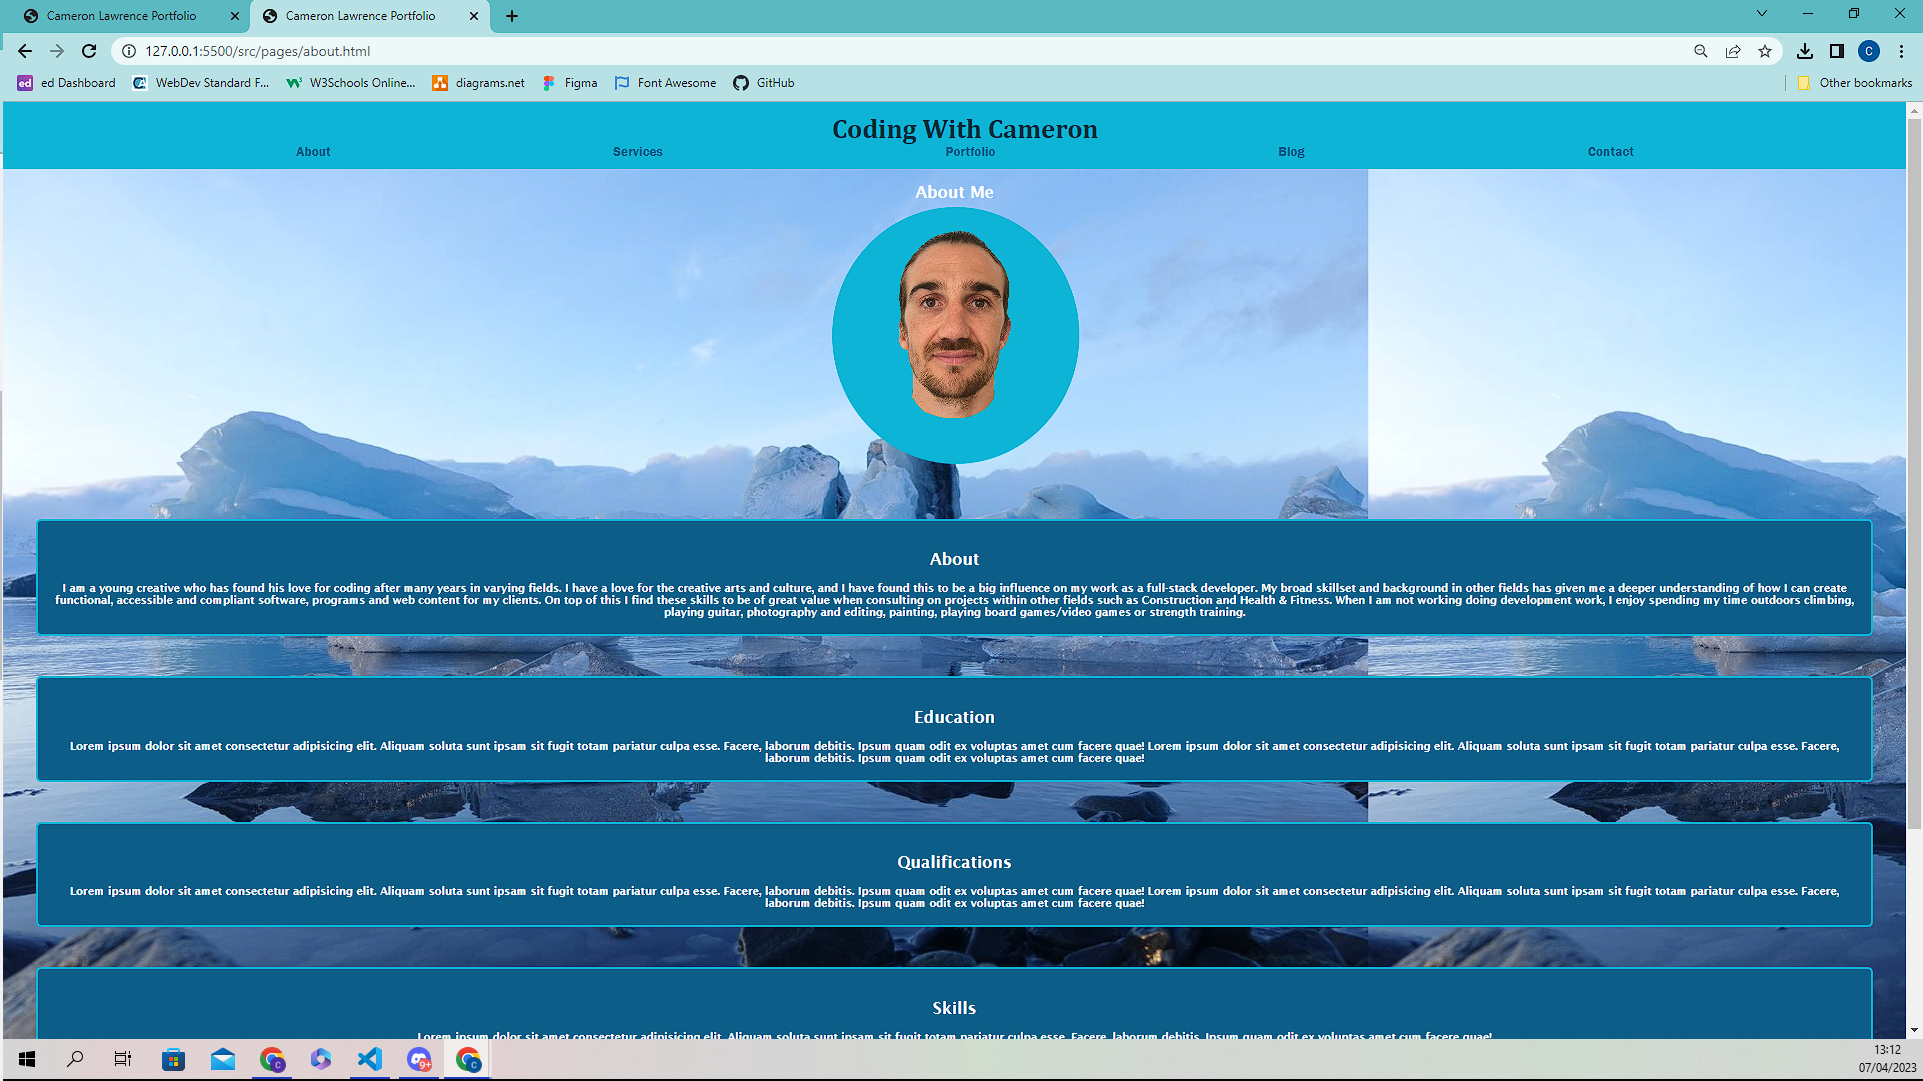 Cameron Lawrence Portfolio
Cameron Lawrence Portfolio
127.0.0.1:5500/src/pages/about.html
C
ed
ed Dashboard
WebDev Standard F...
W3Schools Online...
diagrams.net
Figma
Font Awesome
GitHub
Other bookmarks
Coding With Cameron
About
Services
Portfolio
Blog
Contact
About Me
About
I am a young creative who has found his love for coding after many years in varying fields. I have a love for the creative arts and culture, and I have found this to be a big influence on my work as a full-stack developer. My broad skillset and background in other fields has given me a deeper understanding of how I can create
functional, accessible and compliant software, programs and web content for my clients. On top of this I find these skills to be of great value when consulting on projects within other fields such as Construction and Health & Fitness. When I am not working doing development work, I enjoy spending my time outdoors climbing,
playing guitar, photography and editing, painting, playing board games/video games or strength training.
Education
Lorem ipsum dolor sit amet consectetur adipisicing elit. Aliquam soluta sunt ipsam sit fugit totam pariatur culpa esse. Facere, laborum debitis. Ipsum quam odit ex voluptas amet cum facere quae! Lorem ipsum dolor sit amet consectetur adipisicing elit. Aliquam soluta sunt ipsam sit fugit totam pariatur culpa esse. Facere,
laborum debitis. Ipsum quam odit ex voluptas amet cum facere quae!
Qualifications
Lorem ipsum dolor sit amet consectetur adipisicing elit. Aliquam soluta sunt ipsam sit fugit totam pariatur culpa esse. Facere, laborum debitis. Ipsum quam odit ex voluptas amet cum facere quae! Lorem ipsum dolor sit amet consectetur adipisicing elit. Aliquam soluta sunt ipsam sit fugit totam pariatur culpa esse. Facere,
laborum debitis. Ipsum quam odit ex voluptas amet cum facere quae!
Skills
Lorem ipsum dolor sit amet consectetur adipisicing elit. Aliquam soluta sunt ipsam sit fugit totam pariatur culpa esse. Facere, laborum debitis. Ipsum quam odit ex voluptas amet cum facere quae!
C
9+
C
13:12
07/04/2023